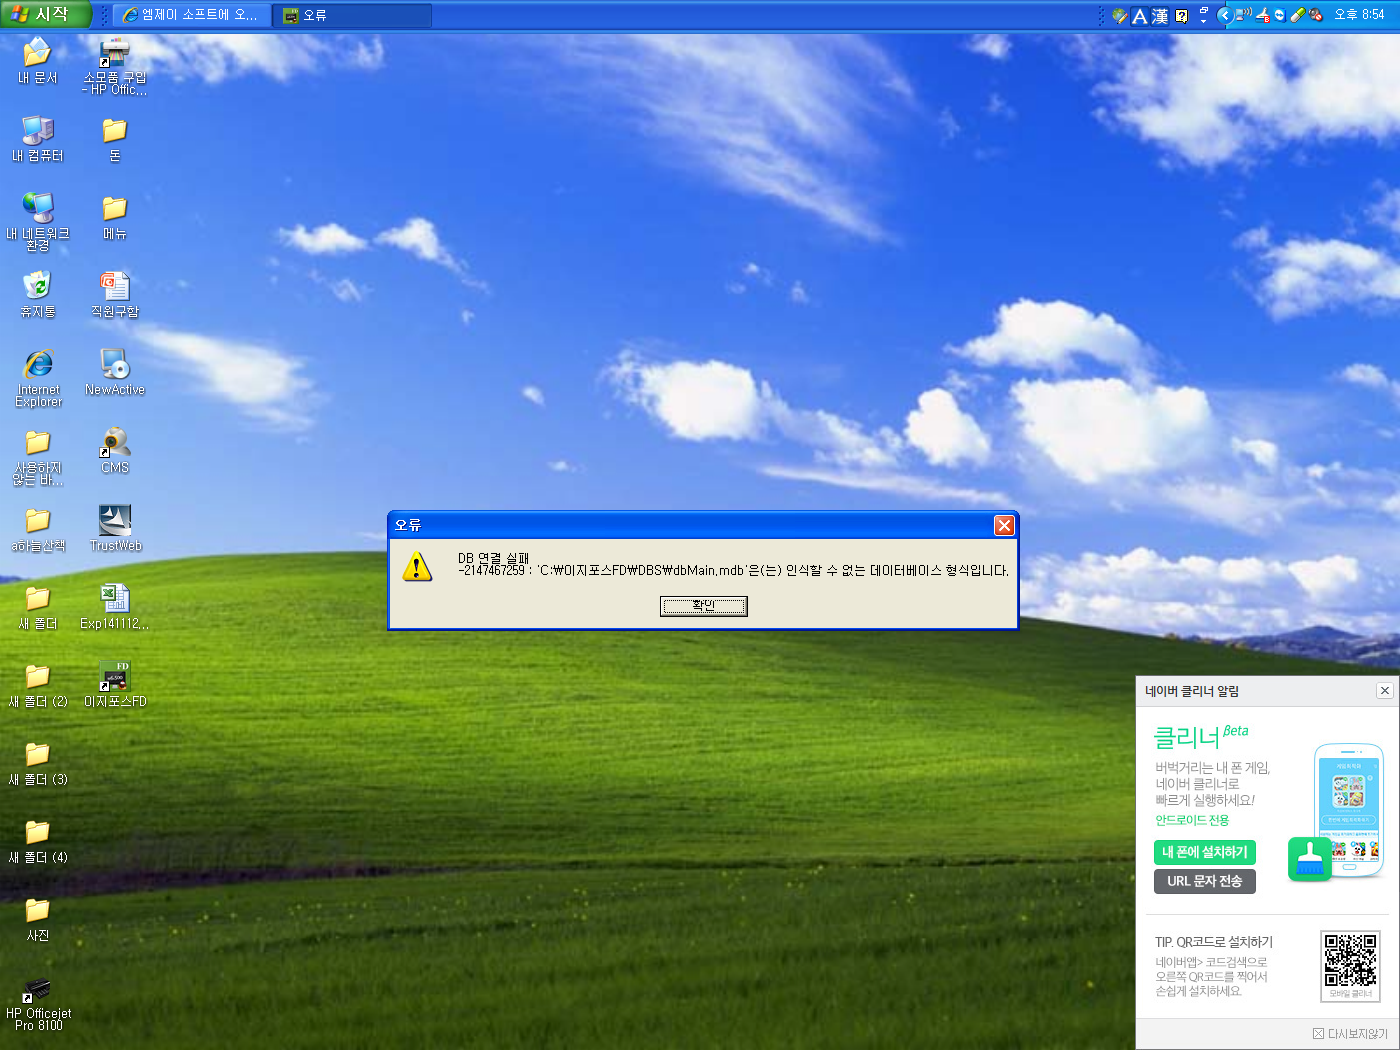 시작
엠제이 소프트에 오...
오류
A 漢
오후 8:54
내 문서
소모품 구입
- HP Offic...
내 컴퓨터
돈
내 네트워크
환경
메뉴
휴지통
직원구함
Internet
Explorer
NewActive
사용하지
않는 바...
CMS
a하늘산책
TrustWeb
새 폴더
Exp141112...
새 폴더 (2)
이지포스FD
새 폴더 (3)
새 폴더 (4)
사진
HP Officejet
Pro 8100
오류
DB 연결 실패
-2147467259 : 'C:₩이지포스FD₩DBS₩dbMain.mdb'은(는) 인식할 수 없는 데이터베이스 형식입니다.
확인
네이버 클리너 알림
클리너 βeta
버벅거리는 내 폰 게임,
네이버 클리너로
빠르게 실행하세요!
안드로이드 전용
내 폰에 설치하기
URL 문자 전송
TIP. QR코드로 설치하기
네이버앱> 코드검색으로
오른쪽 QR코드를 찍어서
손쉽게 설치하세요.
모바일 클리너
다시보지않기